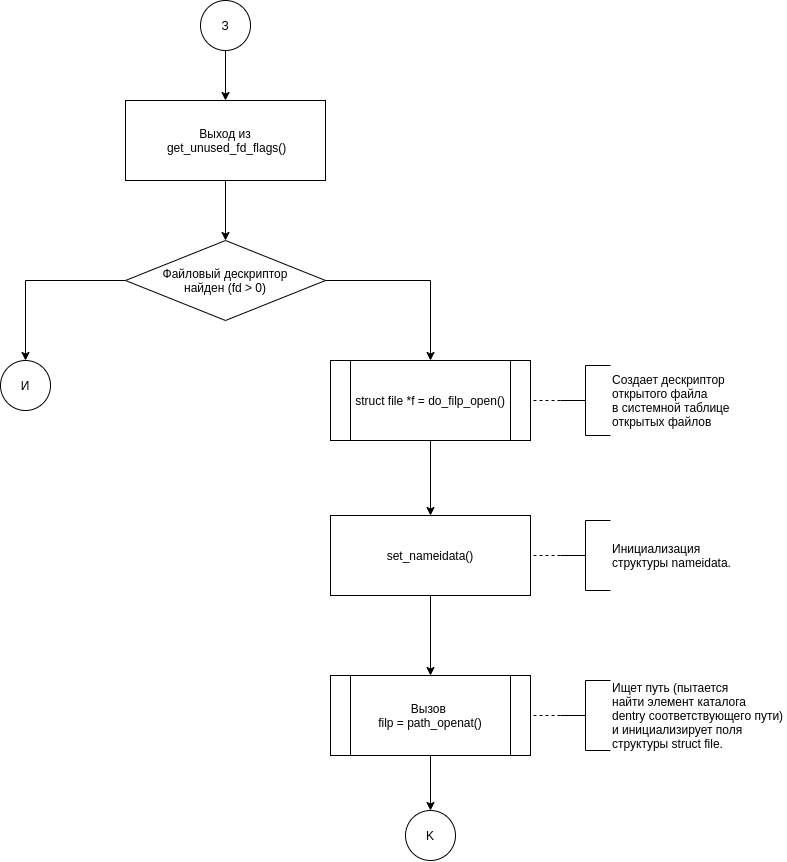 З
Выход из
get_unused_fd_flags()
Файловый дескриптор
найден (fd > 0)
И
struct file *f = do_filp_open()
Создает дескриптор
открытого файла
в системной таблице
открытых файлов
set_nameidata()
Инициализация
структуры nameidata.
Вызов
filp = path_openat()
Ищет путь (пытается
найти элемент каталога
dentry соответствующего пути)
и инициализирует поля
структуры struct file.
К